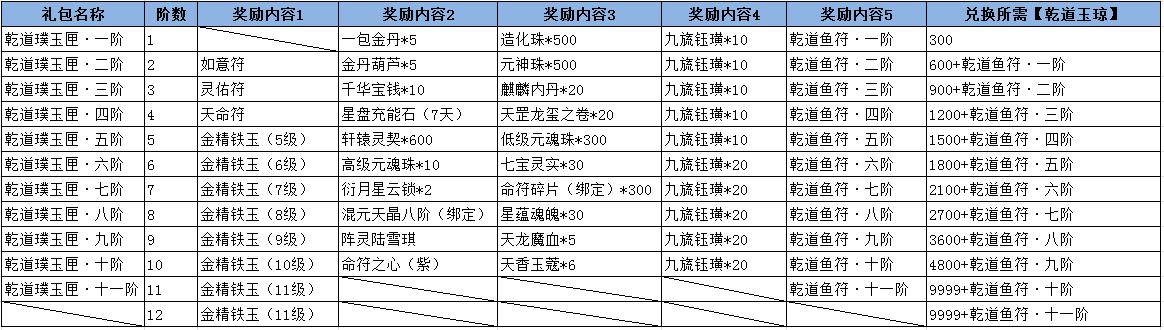 礼包名称 阶数 奖励内容1 奖励内容2 奖励内容3 奖励内容4 奖励内容5 兑换所需【乾道玉琼】
乾道璞玉匣·一阶 1 一包金丹*5 造化珠*500 九旒钰璜*10 乾道鱼符·一阶 300
乾道璞玉匣·二阶 2 如意符 金丹葫芦*5 元神珠*500 九旒钰璜*10 乾道鱼符·二阶 600+乾道鱼符·一阶
乾道璞玉匣·三阶 3 灵佑符 千华宝钱*10 麒麟内丹*20 九旒钰璜*10 乾道鱼符·三阶 900+乾道鱼符·二阶
乾道璞玉匣·四阶 4 天命符 星盘充能石（7天） 天罡龙玺之卷*20 九旒钰璜*10 乾道鱼符·四阶 1200+乾道鱼符·三阶
乾道璞玉匣·五阶 5 金精铁玉（5级） 轩辕灵契*600 低级元魂珠*300 九旒钰璜*10 乾道鱼符·五阶 1500+乾道鱼符·四阶
乾道璞玉匣·六阶 6 金精铁玉（6级） 高级元魂珠*10 七宝灵实*30 九旒钰璜*20 乾道鱼符·六阶 1800+乾道鱼符·五阶
乾道璞玉匣·七阶 7 金精铁玉（7级） 衍月星云锁*2 命符碎片（绑定）*300 九旒钰璜*20 乾道鱼符·七阶 2100+乾道鱼符·六阶
乾道璞玉匣·八阶 8 金精铁玉（8级） 混元天晶八阶（绑定） 星蕴魂魄*30 九旒钰璜*20 乾道鱼符·八阶 2700+乾道鱼符·七阶
乾道璞玉匣·九阶 9 金精铁玉（9级） 阵灵陆雪琪 天龙魔血*5 九旒钰璜*20 乾道鱼符·九阶 3600+乾道鱼符·八阶
乾道璞玉匣·十阶 10 金精铁玉（10级） 命符之心（紫） 天香玉蔻*6 九旒钰璜*20 乾道鱼符·十阶 4800+乾道鱼符·九阶
乾道璞玉匣·十一阶 11 金精铁玉（11级） 乾道鱼符·十一阶 9999+乾道鱼符·十阶
12 金精铁玉（11级） 9999+乾道鱼符·十一阶